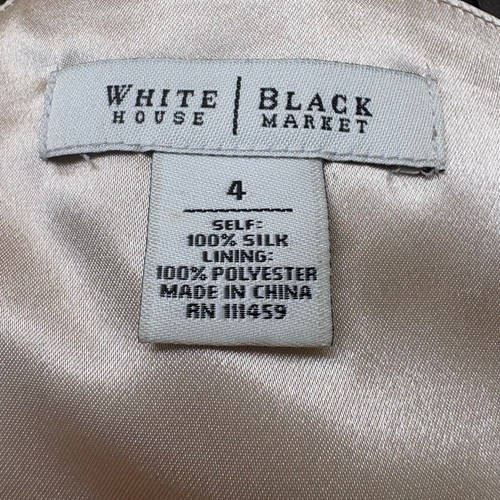 WHITE | BLACK
HOUSE | MARKET
4
SELF:
100% SILK
LINING:
100% POLYESTER
MADE IN CHINA
RN 111459